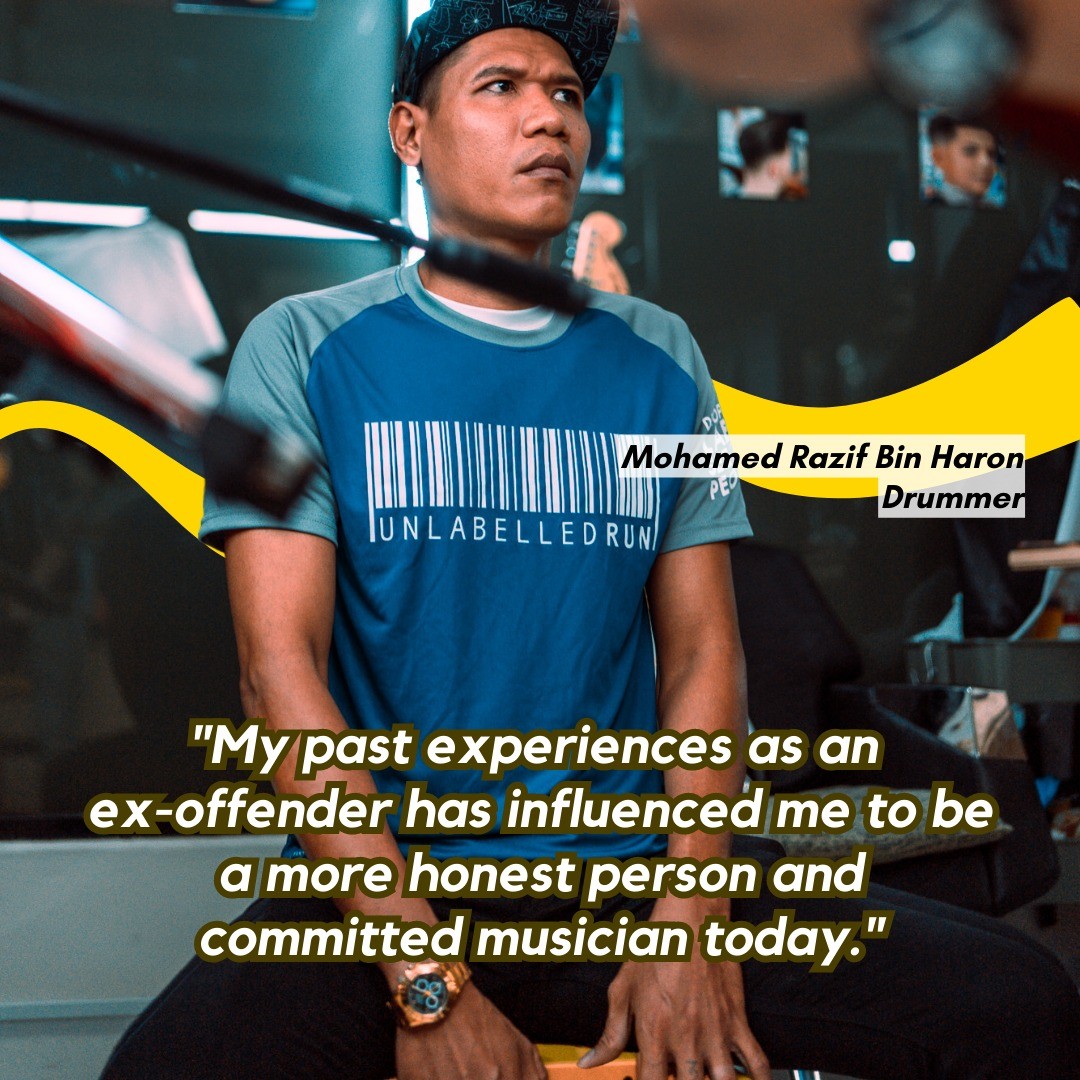 UNLABELLEDRUN
Mohamed Razif Bin Haron
Drummer
"My past experiences as an
ex-offender has influenced me to be
a more honest person and
committed musician today."